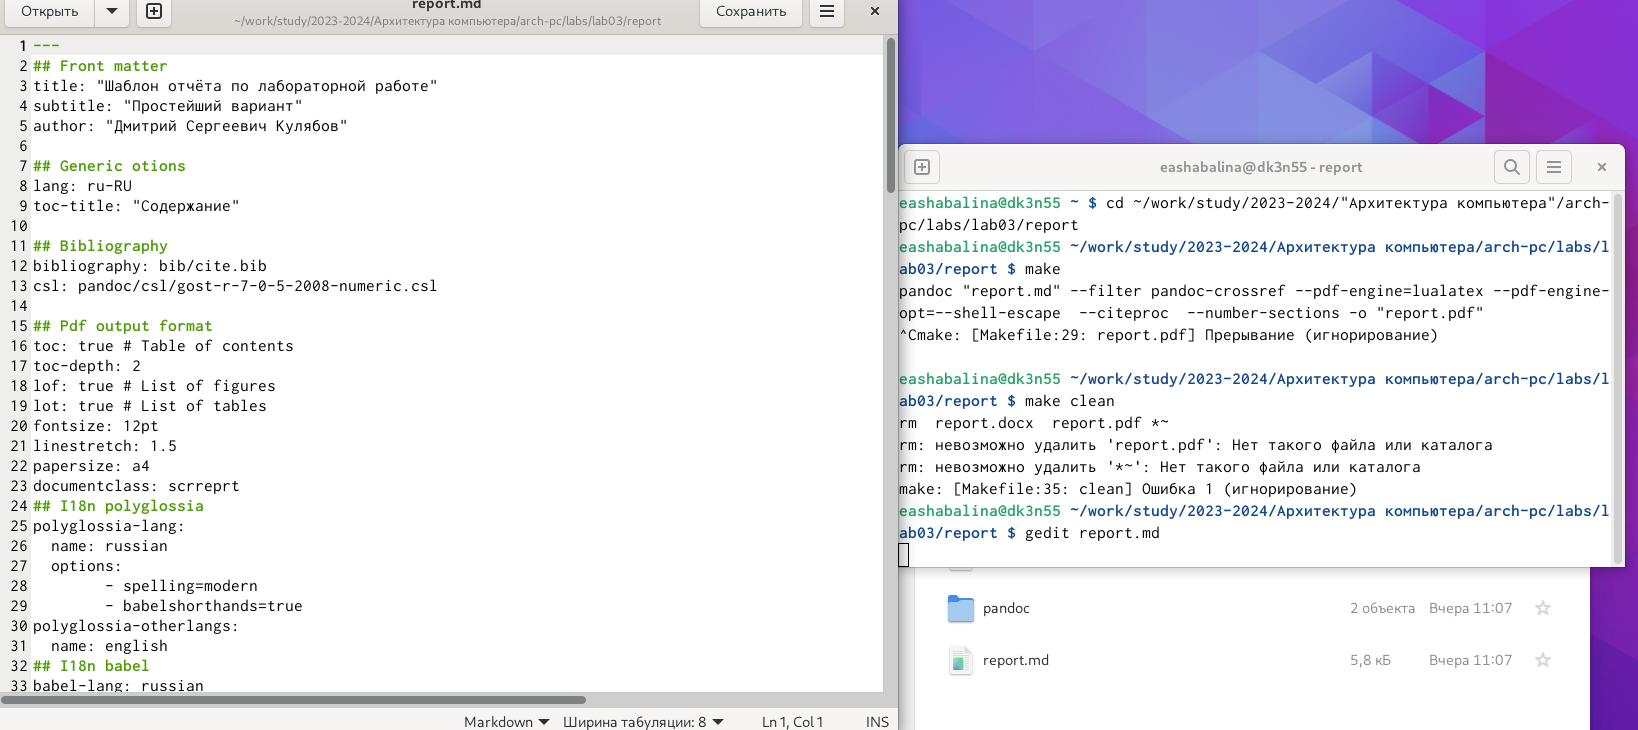 Открыть
report.md
~/work/study/2023-2024/Архитектура компьютера/arch-pc/labs/lab03/report
Сохранить
1 ---
2 ## Front matter
3 title: "Шаблон отчёта по лабораторной работе"
4 subtitle: "Простейший вариант"
5 author: "Дмитрий Сергеевич Кулябов"
6
7 ## Generic otions
8 lang: ru-RU
9 toc-title: "Содержание"
10
11 ## Bibliography
12 bibliography: bib/cite.bib
13 csl: pandoc/csl/gost-r-7-0-5-2008-numeric.csl
14
15 ## Pdf output format
16 toc: true # Table of contents
17 toc-depth: 2
18 lof: true # List of figures
19 lot: true # List of tables
20 fontsize: 12pt
21 linestretch: 1.5
22 papersize: a4
23 documentclass: scrreprt
24 ## I18n polyglossia
25 polyglossia-lang:
26   name: russian
27   options:
28         - spelling=modern
29         - babelshorthands=true
30 polyglossia-otherlangs:
31   name: english
32 ## I18n babel
33 babel-lang: russian
Markdown Ширина табуляции: 8 Ln 1, Col 1 INS
eashabalina@dk3n55 - report
eashabalina@dk3n55 ~ $ cd ~/work/study/2023-2024/"Архитектура компьютера"/arch-
pc/labs/lab03/report
eashabalina@dk3n55 ~/work/study/2023-2024/Архитектура компьютера/arch-pc/labs/l
ab03/report $ make
pandoc "report.md" --filter pandoc-crossref --pdf-engine=lualatex --pdf-engine-
opt=--shell-escape  --citeproc  --number-sections -o "report.pdf"
^Cmake: [Makefile:29: report.pdf] Прерывание (игнорирование)
eashabalina@dk3n55 ~/work/study/2023-2024/Архитектура компьютера/arch-pc/labs/l
ab03/report $ make clean
rm  report.docx  report.pdf *~
rm: невозможно удалить 'report.pdf': Нет такого файла или каталога
rm: невозможно удалить '*~': Нет такого файла или каталога
make: [Makefile:35: clean] Ошибка 1 (игнорирование)
eashabalina@dk3n55 ~/work/study/2023-2024/Архитектура компьютера/arch-pc/labs/l
ab03/report $ gedit report.md
pandoc 2 объекта Вчера 11:07
report.md 5,8 кБ Вчера 11:07